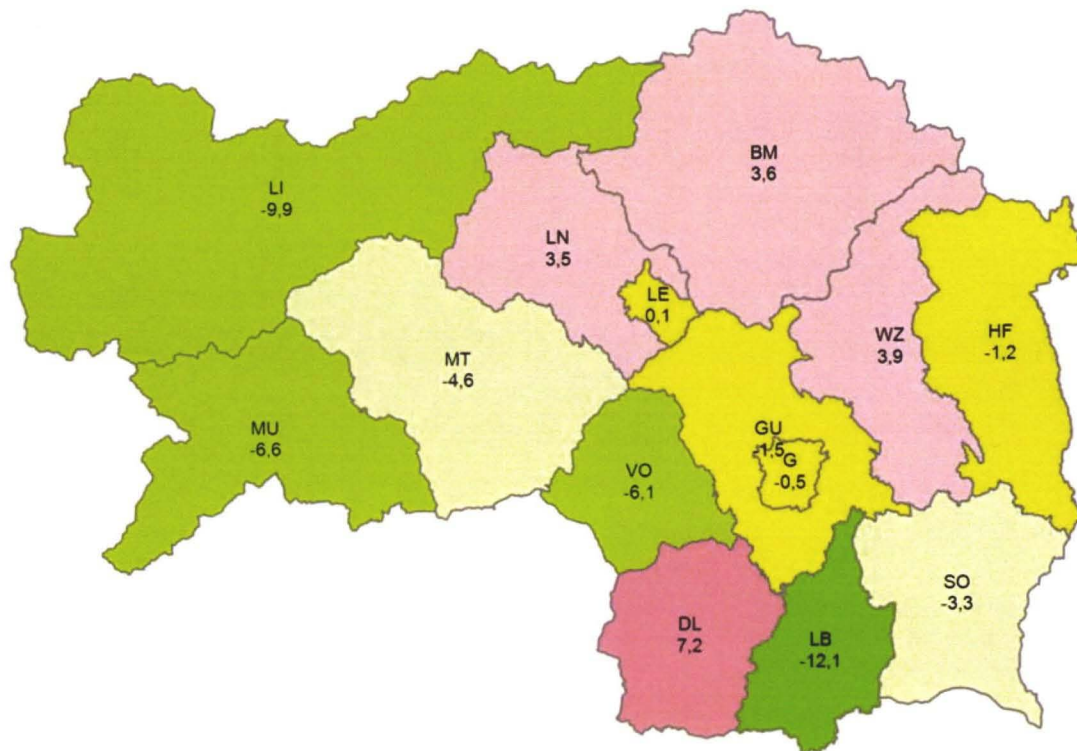 BM
3,6
LI
-9,9
LN
3,5
LE
0,1
WZ
3,9
HF
-1,2
MT
-4,6
MU
-6,6
GU
-1,5
G
-0,5
VO
-6,1
SO
-3,3
DL
7,2
LB
-12,1